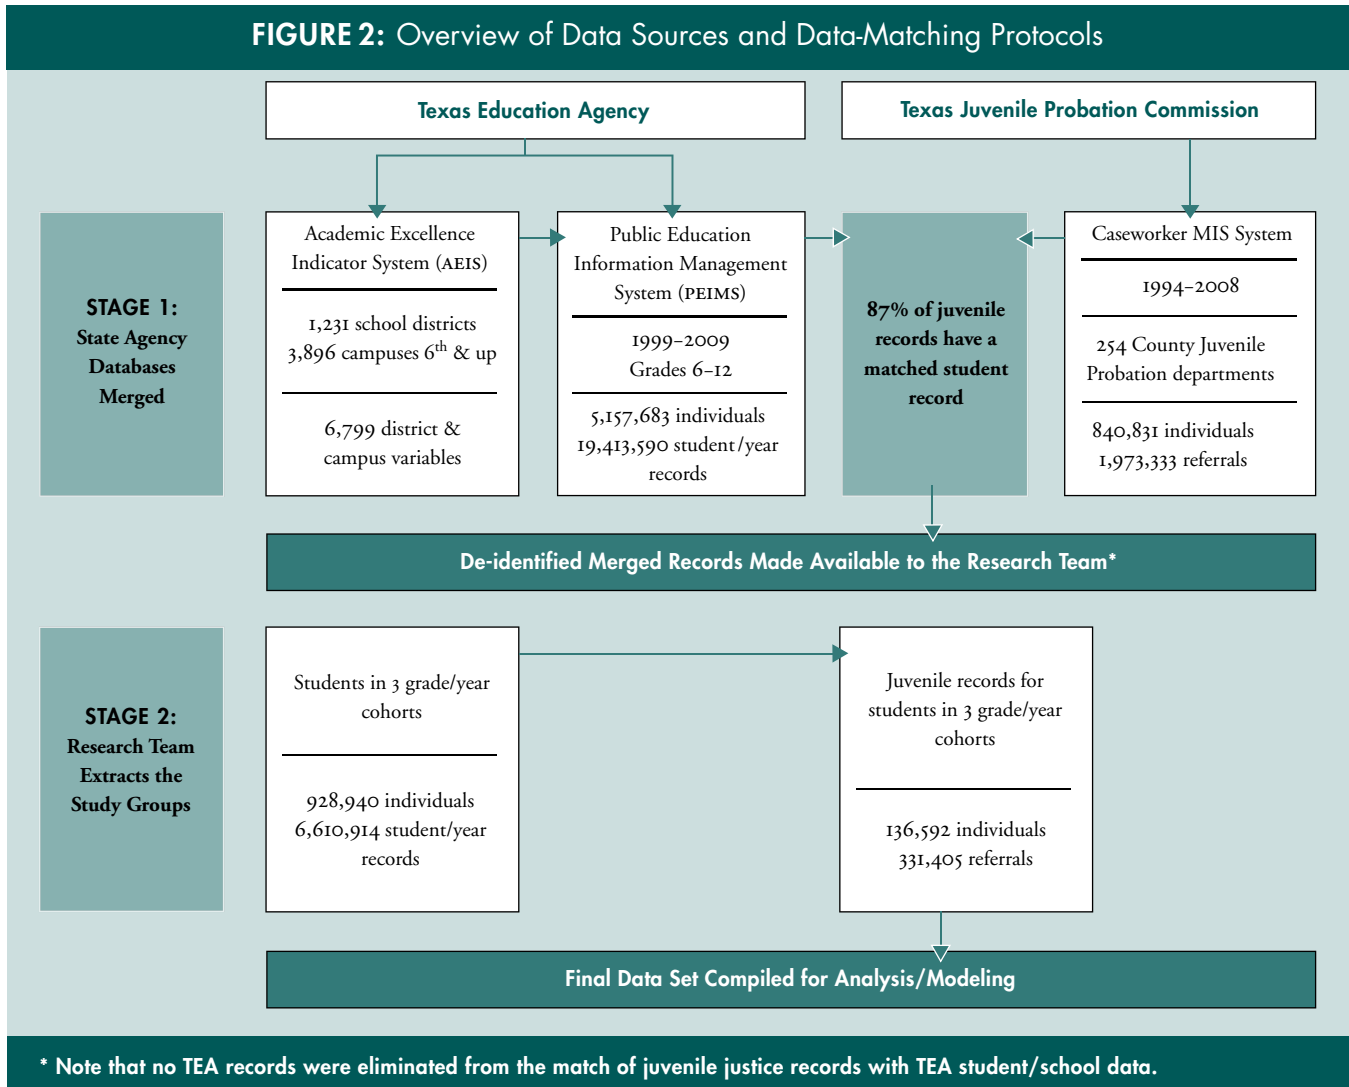 FIGURE 2: Overview of Data Sources and Data-Matching Protocols
Texas Education Agency
Texas Juvenile Probation Commission
STAGE 1:
State Agency
Databases
Merged
Academic Excellence
Indicator System (AEIS)
1,231 school districts
3,896 campuses 6th & up
6,799 district &
campus variables
Public Education
Information Management
System (PEIMS)
1999–2009
Grades 6–12
5,157,683 individuals
19,413,590 student/year
records
87% of juvenile
records have a
matched student
record
Caseworker MIS System
1994–2008
254 County Juvenile
Probation departments
840,831 individuals
1,973,333 referrals
De-identified Merged Records Made Available to the Research Team*
STAGE 2:
Research Team
Extracts the
Study Groups
Students in 3 grade/year
cohorts
928,940 individuals
6,610,914 student/year
records
Juvenile records for
students in 3 grade/year
cohorts
136,592 individuals
331,405 referrals
Final Data Set Compiled for Analysis/Modeling
* Note that no TEA records were eliminated from the match of juvenile justice records with TEA student/school data.